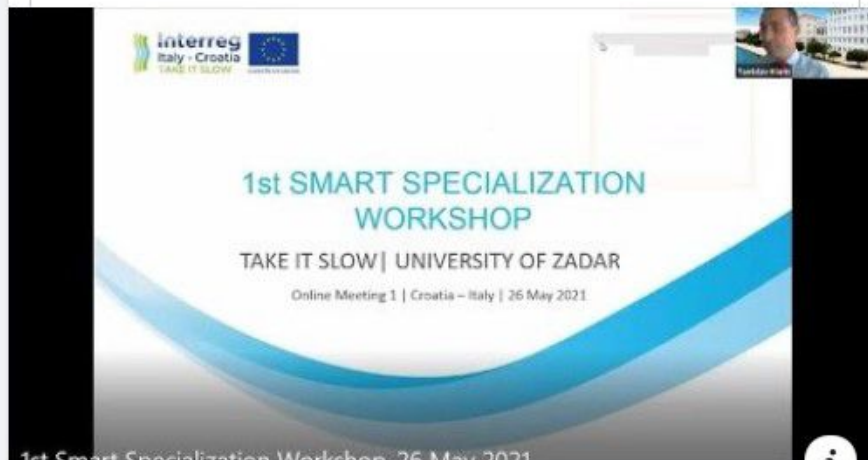 Interreg
Italy - Croatia
TAKE IT SLOW
1st SMART SPECIALIZATION
WORKSHOP
TAKE IT SLOW| UNIVERSITY OF ZADAR
Online Meeting 1 | Croatia – Italy | 26 May 2021
1st Smart Specialization Workshop, 26 May 2021